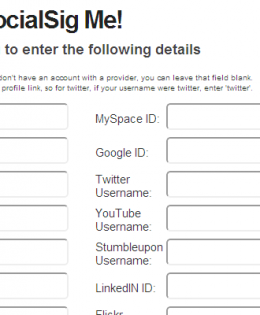 ocialSig Me!
to enter the following details
don't have an account with a provider, you can leave that field blank.
profile link, so for twitter, if your username were twitter, enter 'twitter'.
MySpace ID:
Google ID:
Twitter
Username:
YouTube
Username:
Stumbleupon
Username:
LinkedIN ID:
Flickr